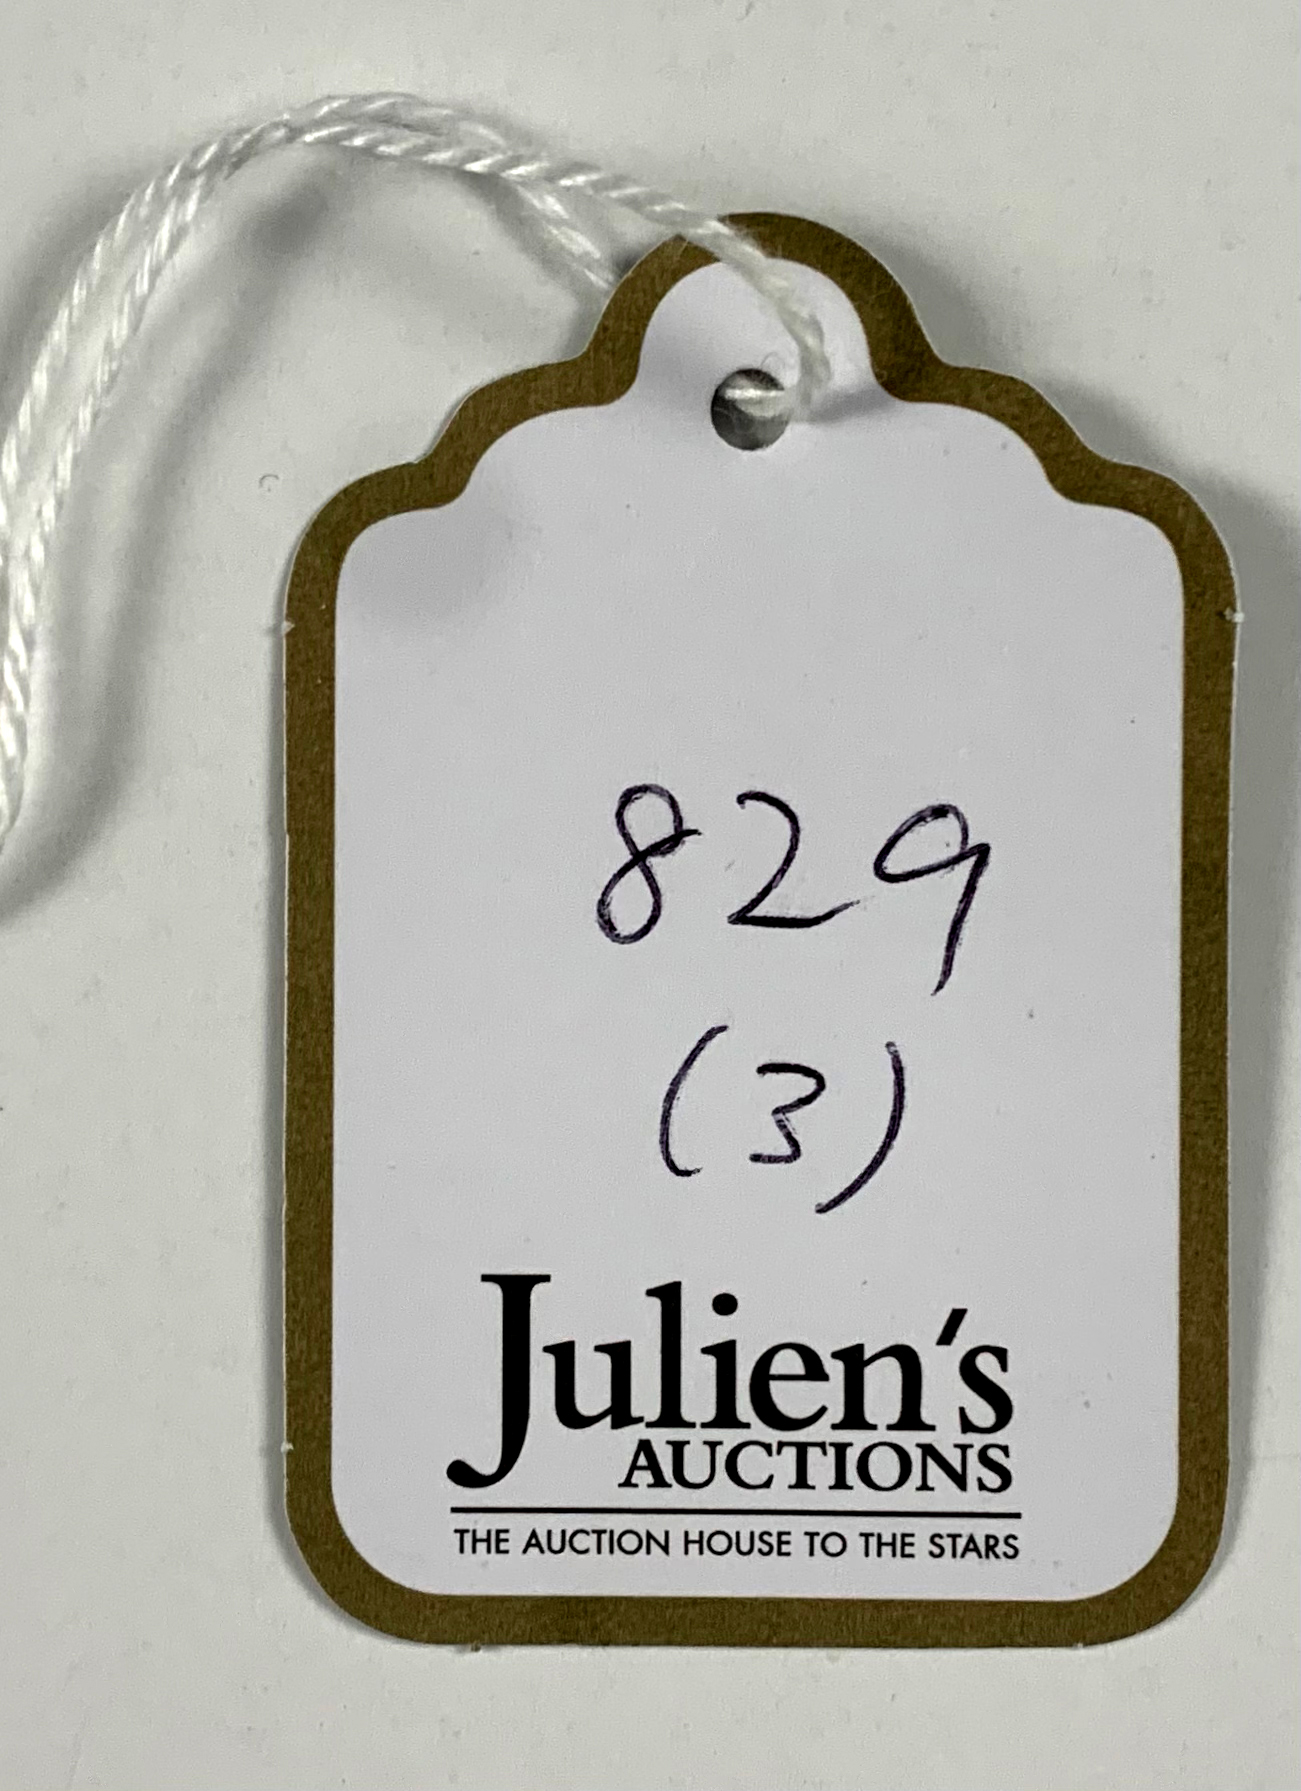 829
(3)
Julien's
AUCTIONS
THE AUCTION HOUSE TO THE STARS